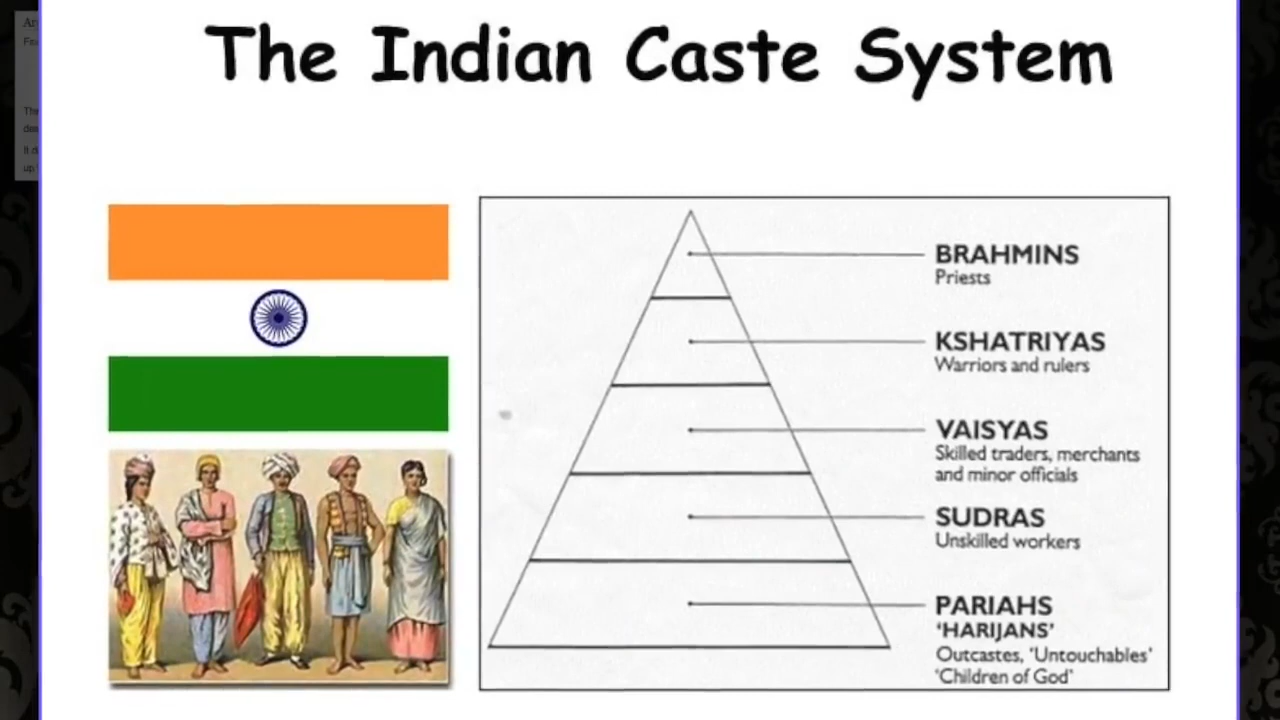 The Indian Caste System
BRAHMINS
Priests
KSHATRIYAS
Warriors and rulers
VAISYAS
Skilled traders, merchants
and minor officials
SUDRAS
Unskilled workers
PARIAHS
'HARIJANS'
Outcastes, 'Untouchables'
'Children of God'